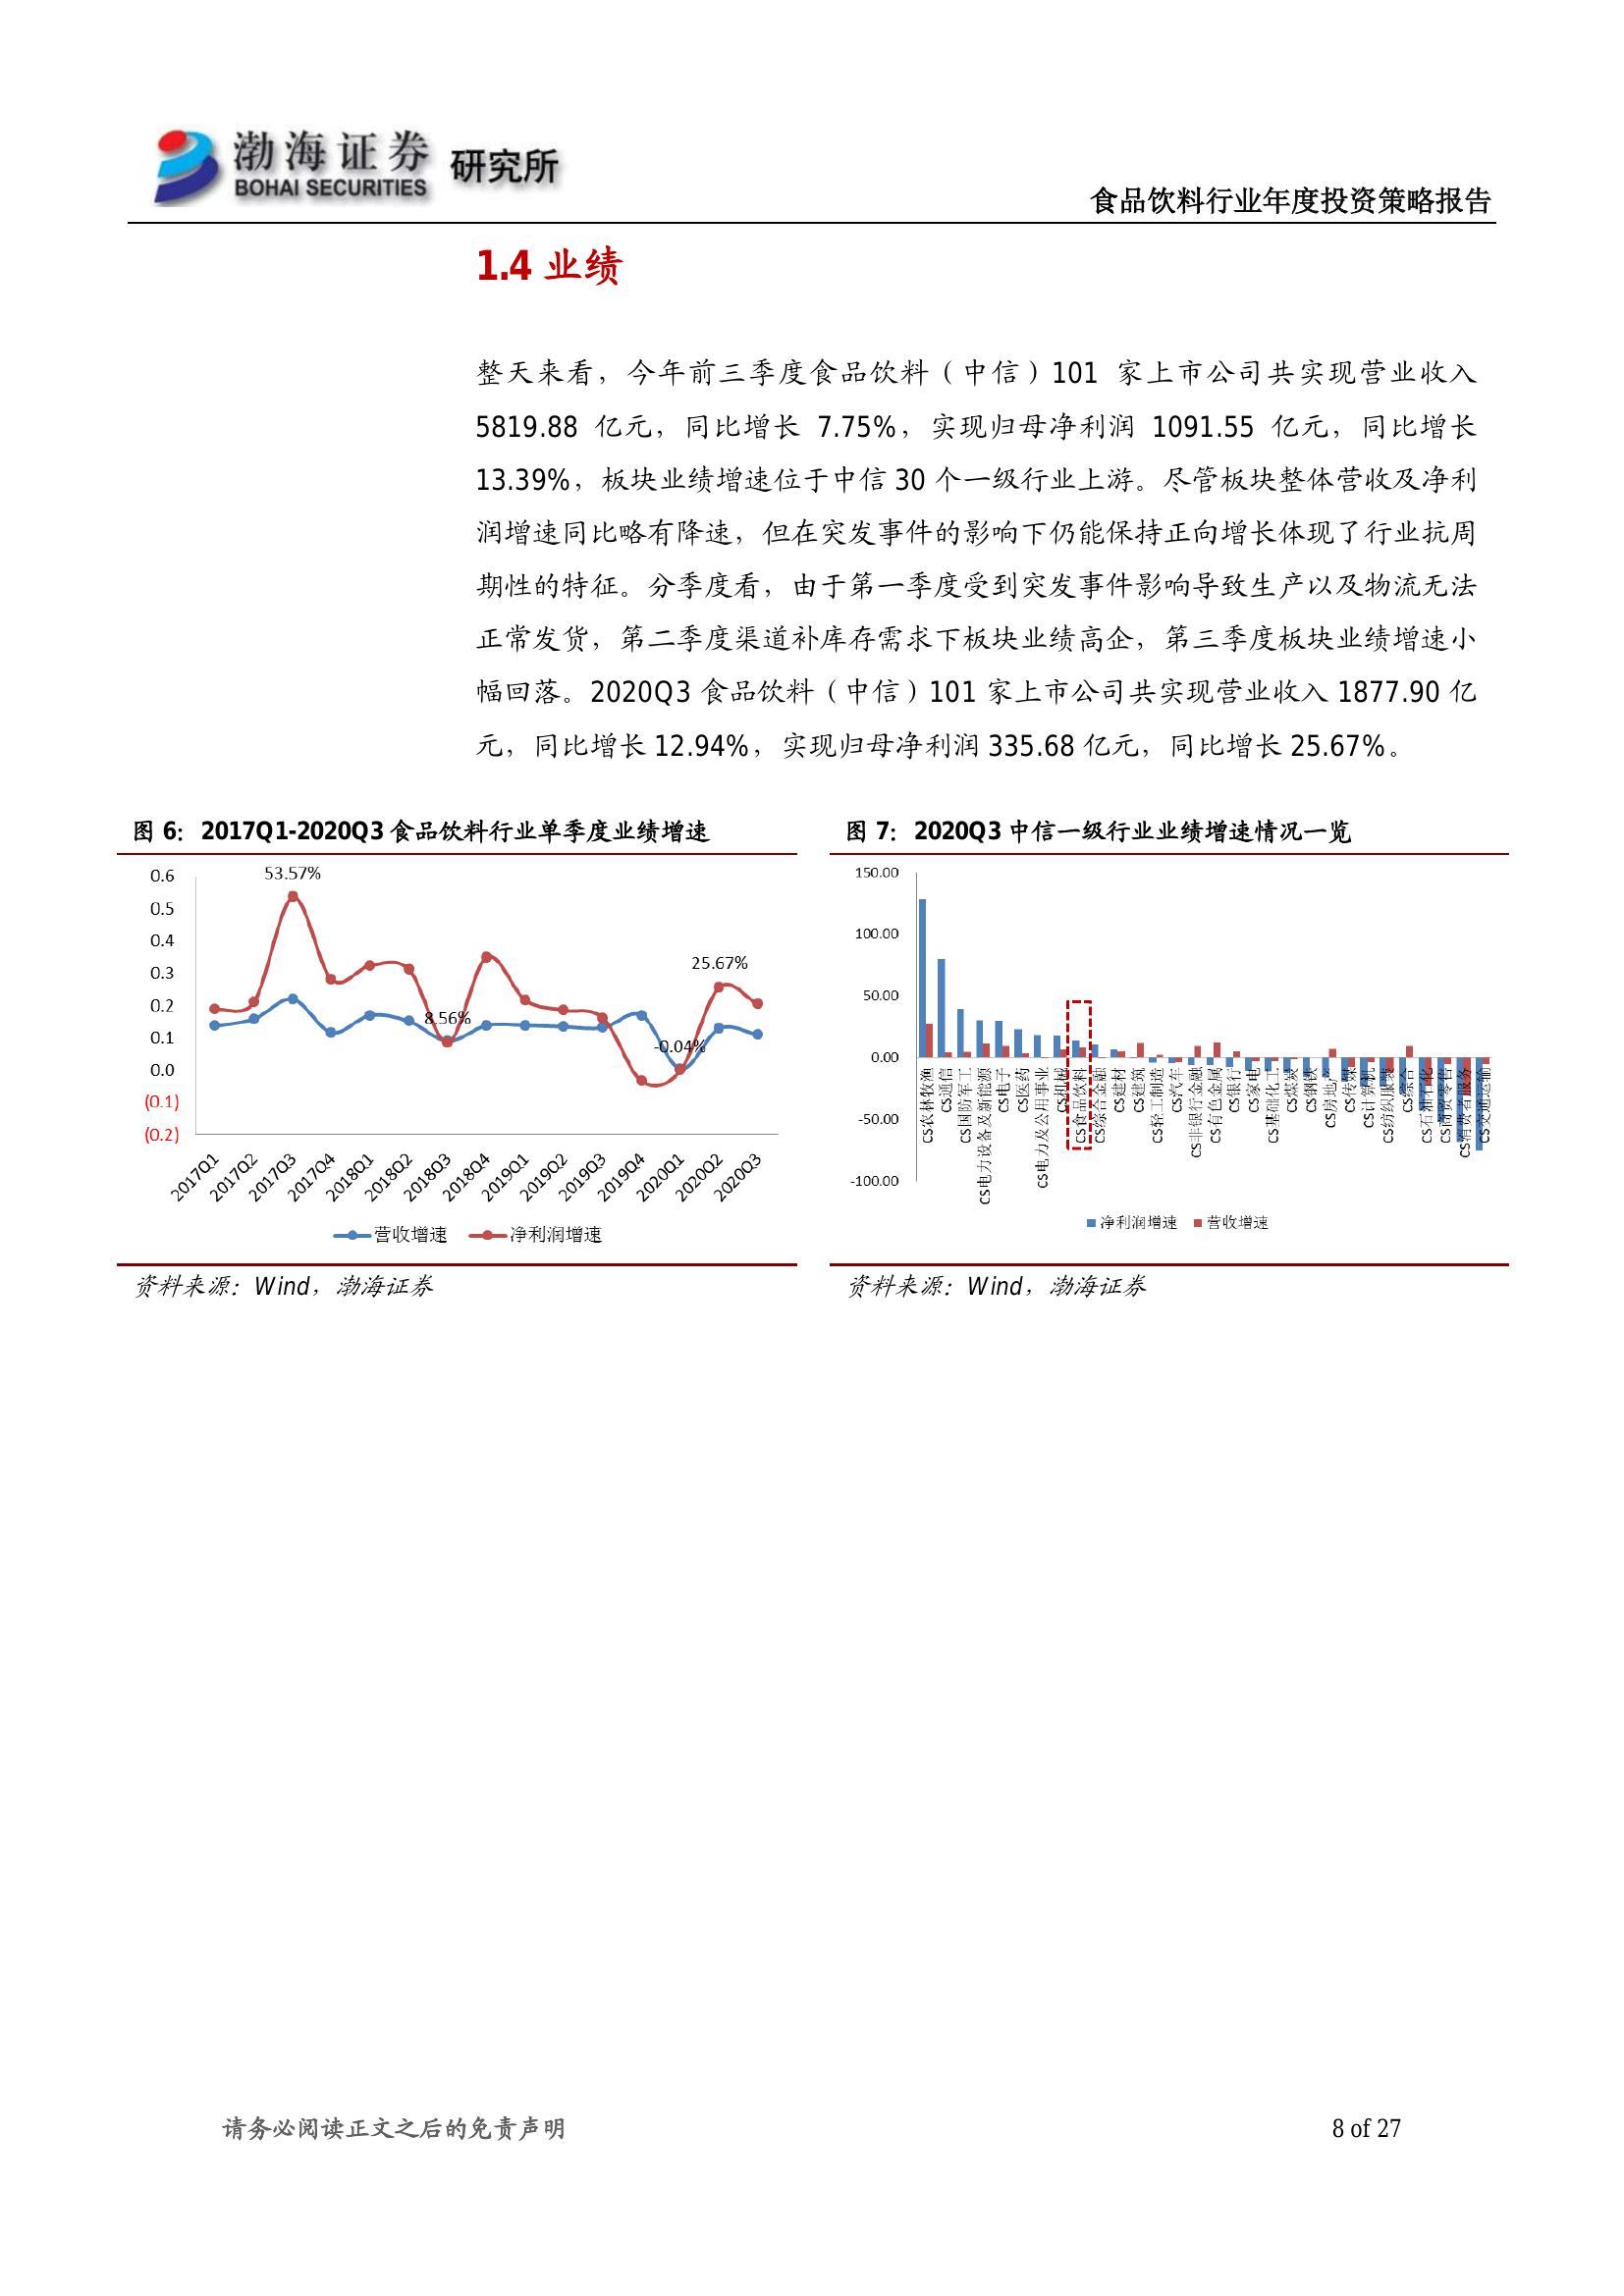 渤海证券 研究所
BOHAI SECURITIES
食品饮料行业年度投资策略报告
1.4 业绩
整天来看，今年前三季度食品饮料（中信）101 家上市公司共实现营业收入
5819.88 亿元，同比增长 7.75%，实现归母净利润 1091.55 亿元，同比增长
13.39%，板块业绩增速位于中信 30 个一级行业上游。尽管板块整体营收及净利
润增速同比略有降速，但在突发事件的影响下仍能保持正向增长体现了行业抗周
期性的特征。分季度看，由于第一季度受到突发事件影响导致生产以及物流无法
正常发货，第二季度渠道补库存需求下板块业绩高企，第三季度板块业绩增速小
幅回落。2020Q3 食品饮料（中信）101 家上市公司共实现营业收入 1877.90 亿
元，同比增长 12.94%，实现归母净利润 335.68 亿元，同比增长 25.67%。
图 6：2017Q1-2020Q3 食品饮料行业单季度业绩增速
0.6
0.5
0.4
0.3
0.2
0.1
0.0
(0.1)
(0.2)
53.57%
8.56%
-0.04%
25.67%
2017Q1
2017Q2
2017Q3
2017Q4
2018Q1
2018Q2
2018Q3
2018Q4
2019Q1
2019Q2
2019Q3
2019Q4
2020Q1
2020Q2
2020Q3
营收增速 净利润增速
资料来源：Wind，渤海证券
图 7：2020Q3 中信一级行业业绩增速情况一览
150.00
100.00
50.00
0.00
-50.00
-100.00
CS农林牧渔
CS通信
CS国防军工
CS电力设备及新能源
CS电子
CS医药
CS电力及公用事业
CS机械
CS食品饮料
CS综合金融
CS建材
CS建筑
CS轻工制造
CS汽车
CS非银行金融
CS有色金属
CS银行
CS家电
CS基础化工
CS煤炭
CS钢铁
CS房地产
CS传媒
CS计算机
CS纺织服装
CS综合
CS石油石化
CS商贸零售
CS消费者服务
CS交通运输
净利润增速 营收增速
资料来源：Wind，渤海证券
请务必阅读正文之后的免责声明
8 of 27